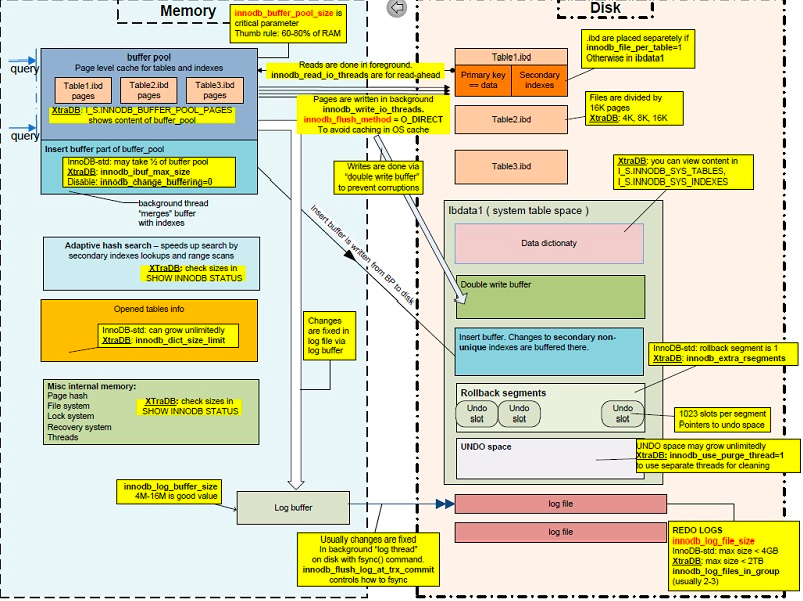 Memory
Disk
innodb_buffer_pool_size is
critical parameter
Thumb rule: 60-80% of RAM
query
query
buffer pool
Page level cache for tables and indexes
Table1.ibd
pages
Table2.ibd
pages
Table3.ibd
pages
XtraDB: I_S.INNODB_BUFFER_POOL_PAGES
shows content of buffer_pool
Insert buffer part of buffer_pool
InnoDB-std: may take ½ of buffer pool
XtraDB: innodb_ibuf_max_size
Disable: innodb_change_buffering=0
background thread
"merges" buffer
with indexes
Adaptive hash search – speeds up search by
secondary indexes lookups and range scans
XTraDB: check sizes in
SHOW INNODB STATUS
Opened tables info
InnoDB-std: can grow unlimitedly
XtraDB: innodb_dict_size_limit
Misc internal memory:
Page hash
File system
Lock system
Recovery system
Threads
XTraDB: check sizes in
SHOW INNODB STATUS
innodb_log_buffer_size
4M-16M is good value
Log buffer
Reads are done in foreground.
innodb_read_io_threads are for read-ahead
Pages are written in background
innodb_write_io_threads.
innodb_flush_method = O_DIRECT
To avoid caching in OS cache
Writes are done via
"double write buffer"
to prevent corruptions
Insert buffer is written from BP to disk
Changes
are fixed in
log file via
log buffer
Usually changes are fixed
In background "log thread"
on disk with fsync() command.
innodb_flush_log_at_trx_commit
controls how to fsync
Table1.ibd
Primary key
== data
Secondary
indexes
Table2.ibd
Table3.ibd
.ibd are placed separetely if
innodb_file_per_table=1
Otherwise in ibdata1
Files are divided by
16K pages
XtraDB: 4K, 8K, 16K
XtraDB: you can view content in
I_S.INNODB_SYS_TABLES,
I_S.INNODB_SYS_INDEXES
Ibdata1 ( system table space )
Data dictionaty
Double write buffer
Insert buffer. Changes to secondary non-
unique indexes are buffered there.
InnoDB-std: rollback segment is 1
XtraDB: innodb_extra_rsegments
Rollback segments
Undo
slot
Undo
slot
Undo
slot
1023 slots per segment
Pointers to undo space
UNDO space
UNDO space may grow unlimitedly
XtraDB: innodb_use_purge_thread=1
to use separate threads for cleaning
log file
log file
REDO LOGS
innodb_log_file_size
InnoDB-std: max size < 4GB
XtraDB: max size < 2TB
innodb_log_files_in_group
(usually 2-3)